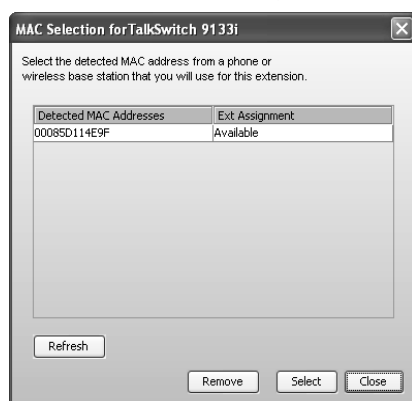 MAC Selection forTalkSwitch 9133i
Select the detected MAC address from a phone or
wireless base station that you will use for this extension.
Detected MAC Addresses Ext Assignment
00085D114E9F Available
Refresh
Remove Select Close